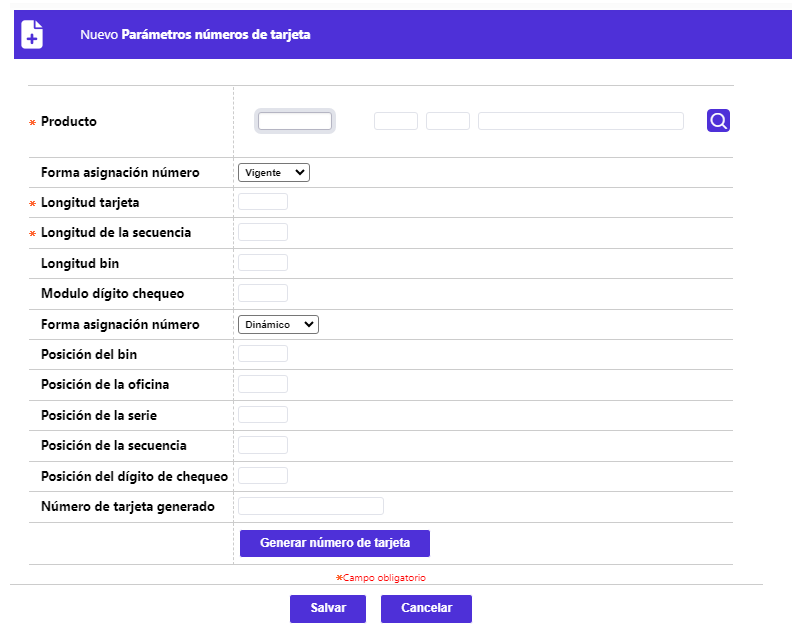 Nuevo Parámetros números de tarjeta
* Producto
Forma asignación número Vigente
* Longitud tarjeta
* Longitud de la secuencia
Longitud bin
Modulo dígito chequeo
Forma asignación número Dinámico
Posición del bin
Posición de la oficina
Posición de la serie
Posición de la secuencia
Posición del dígito de chequeo
Número de tarjeta generado
Generar número de tarjeta
*Campo obligatorio
Salvar Cancelar